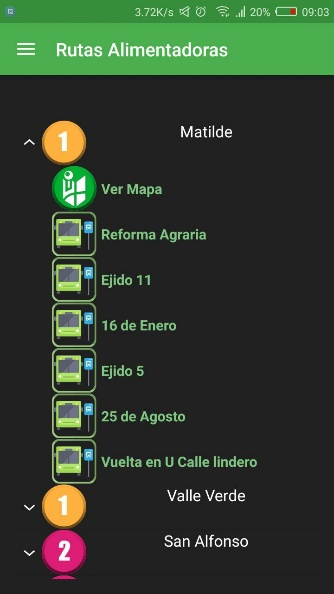 3.72K/s 20% 09:03
Rutas Alimentadoras
1 Matilde
Ver Mapa
Reforma Agraria
Ejido 11
16 de Enero
Ejido 5
25 de Agosto
Vuelta en U Calle lindero
1 Valle Verde
2 San Alfonso